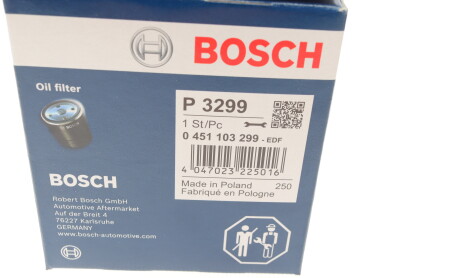 BOSCH
Oil filter
P 3299
1 St/Pc
0 451 103 299 - EDF
4 047023 225016
Made in Poland 250
Fabriqué en Pologne
BOSCH
Robert Bosch GmbH
Automotive Aftermarket
Auf der Breit 4
76227 Karlsruhe
GERMANY
www.bosch-automotive.com